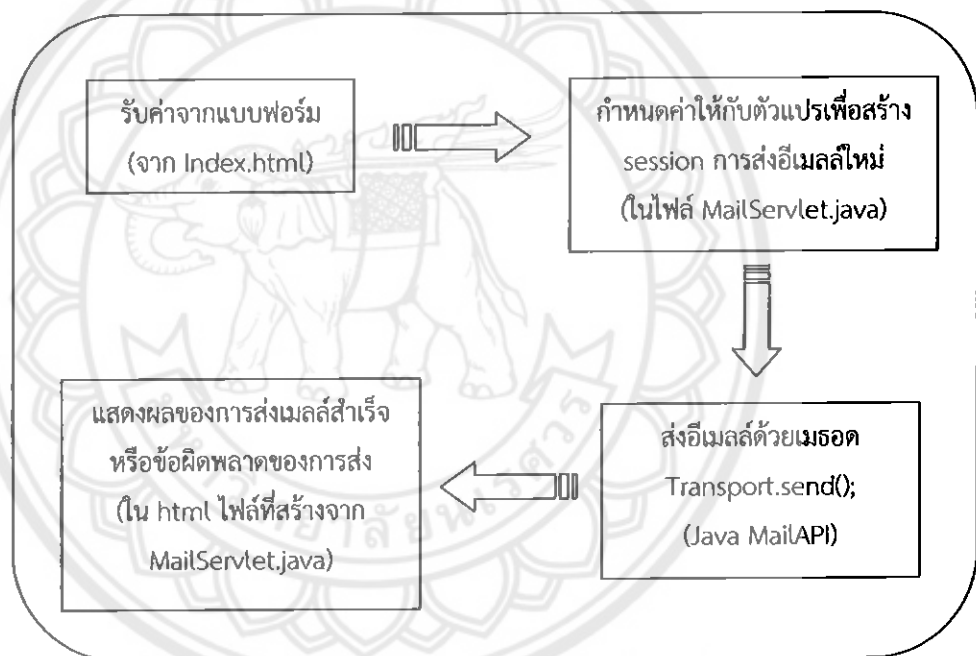 รับค่าจากแบบฟอร์ม
(จาก Index.html)
กำหนดค่าให้กับตัวแปรเพื่อสร้าง
session การส่งอีเมลล์ใหม่
(ในไฟล์ MailServlet.java)
ส่งอีเมลล์ด้วยเมธอด
Transport.send();
(Java MailAPI)
แสดงผลของการส่งเมลล์สำเร็จ
หรือข้อผิดพลาดของการส่ง
(ใน html ไฟล์ที่สร้างจาก
MailServlet.java)